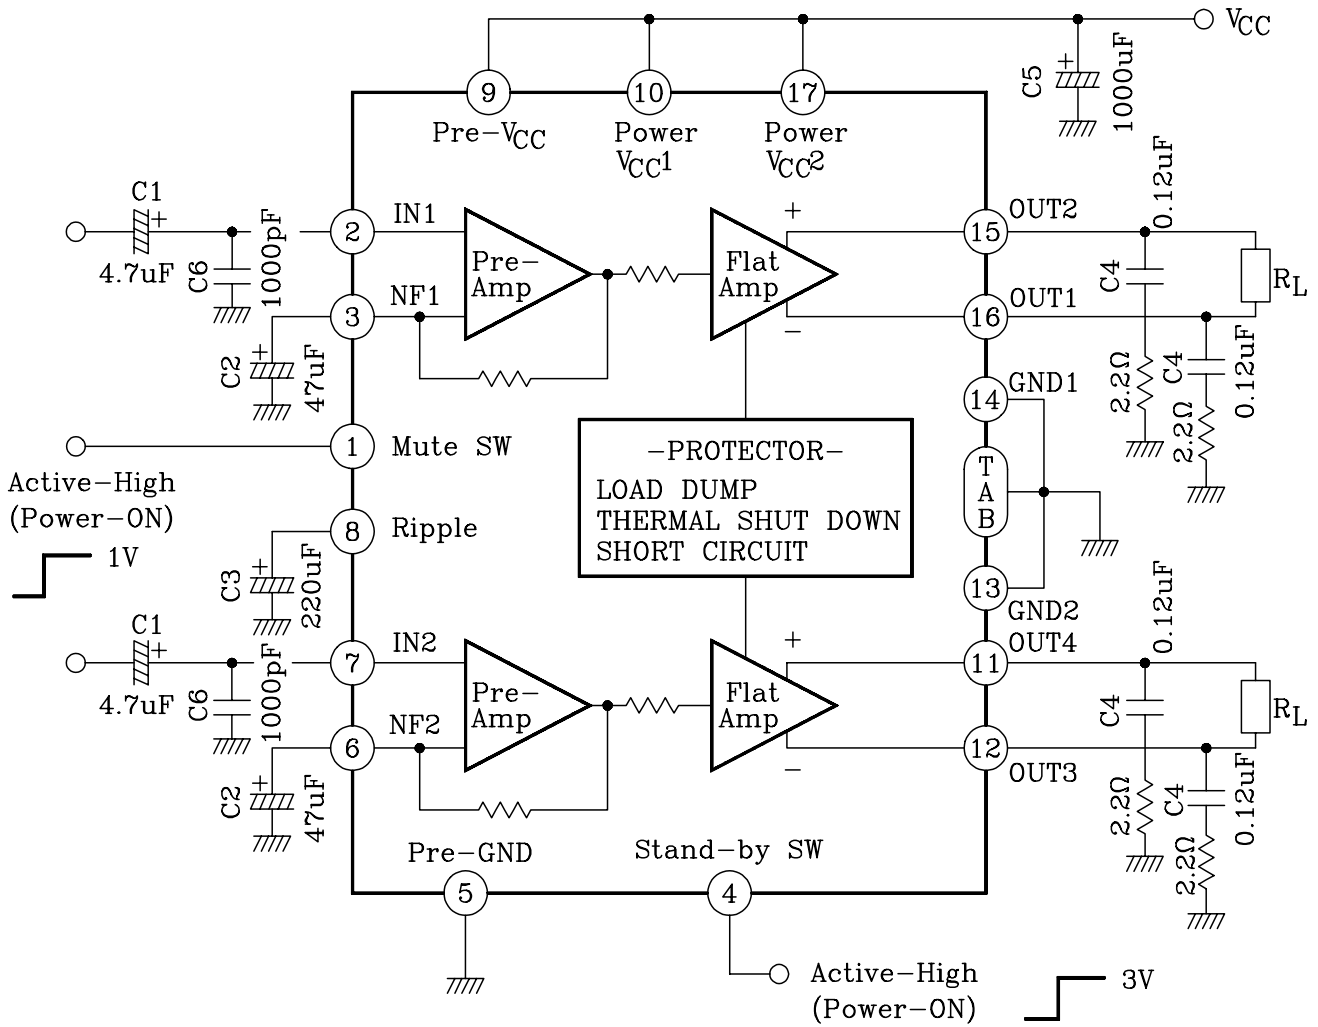 VCC
9
10
17
Pre-VCC
Power
VCC1
Power
VCC2
C5
+
1000uF
C1
+
4.7uF
C6
1000pF
2
IN1
Pre-
Amp
Flat
Amp
+
-
15
OUT2
0.12uF
C4
2.2Ω
RL
3
NF1
C2
+
47uF
16
OUT1
C4
0.12uF
2.2Ω
14
GND1
1
Mute SW
Active-High
(Power-ON)
1V
-PROTECTOR-
LOAD DUMP
THERMAL SHUT DOWN
SHORT CIRCUIT
T
A
B
8
Ripple
C3
+
220uF
13
GND2
C1
+
4.7uF
C6
1000pF
7
IN2
Pre-
Amp
Flat
Amp
+
-
11
OUT4
0.12uF
C4
2.2Ω
RL
6
NF2
C2
+
47uF
12
OUT3
C4
0.12uF
2.2Ω
Pre-GND
5
Stand-by SW
4
Active-High
(Power-ON)
3V